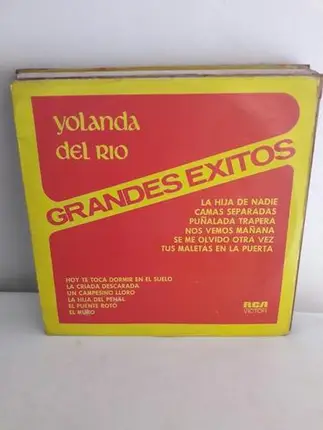 yolanda
del RIO
GRANDES EXITOS
LA HIJA DE NADIE
CAMAS SEPARADAS
PUÑALADA TRAPERA
NOS VEMOS MAÑANA
SE ME OLVIDO OTRA VEZ
TUS MALETAS EN LA PUERTA
HOY TE TOCA DORMIR EN EL SUELO
LA CRIADA DESCARADA
UN CAMPESINO LLORO
LA HIJA DEL PENAL
EL PUENTE ROTO
EL MURO
RCA
VICTOR